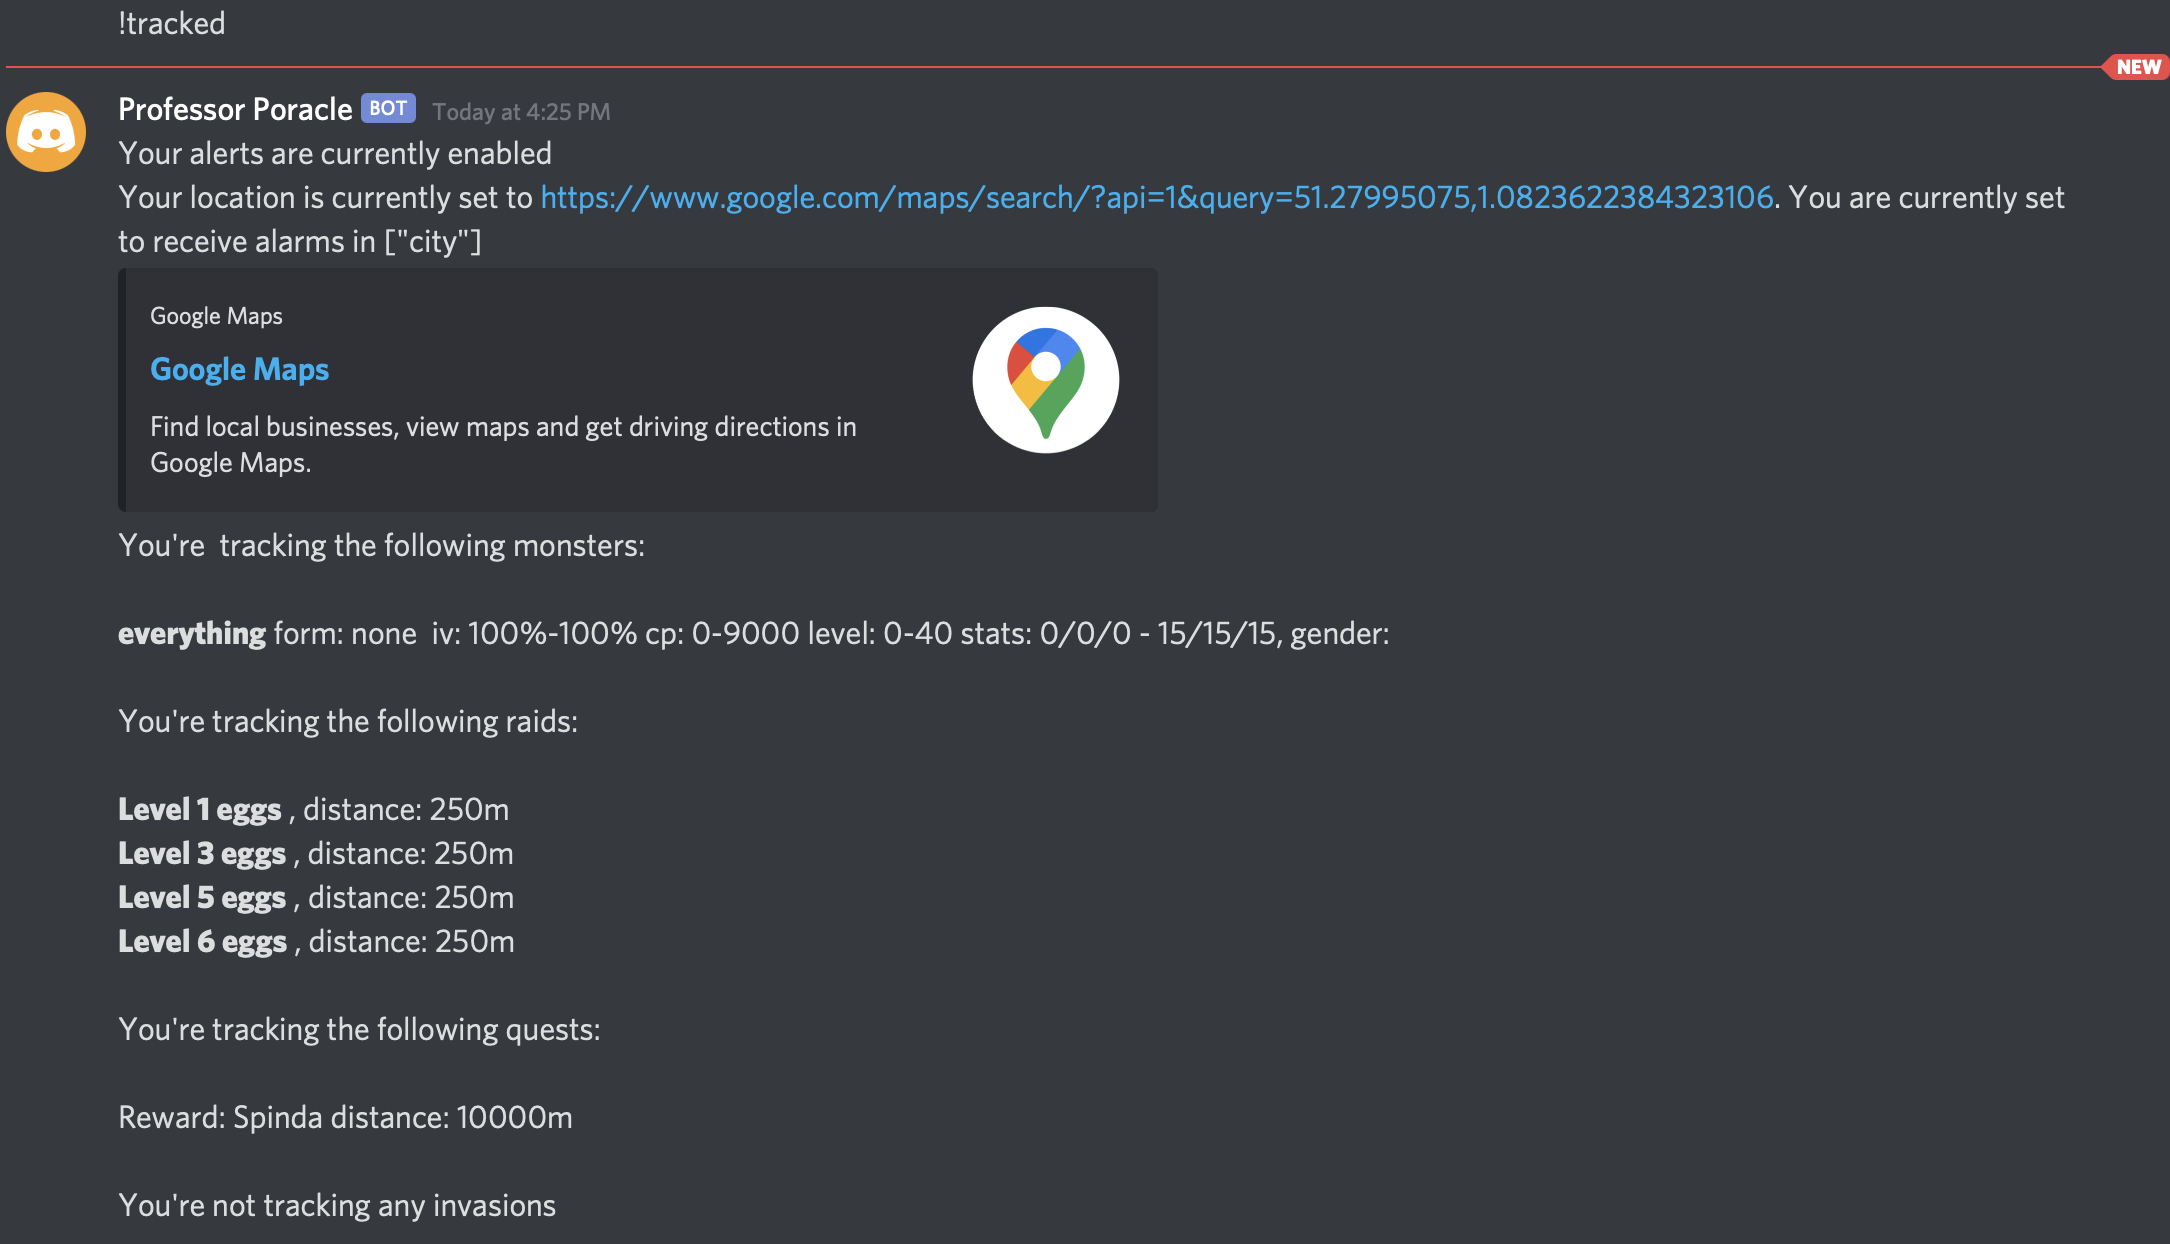 !tracked
NEW
Professor Poracle BOT Today at 4:25 PM
Your alerts are currently enabled
Your location is currently set to https://www.google.com/maps/search/?api=1&query=51.27995075,1.0823622384323106. You are currently set
to receive alarms in ["city"]
Google Maps
Google Maps
Find local businesses, view maps and get driving directions in
Google Maps.
You're  tracking the following monsters:
everything form: none  iv: 100%-100% cp: 0-9000 level: 0-40 stats: 0/0/0 - 15/15/15, gender:
You're tracking the following raids:
Level 1 eggs , distance: 250m
Level 3 eggs , distance: 250m
Level 5 eggs , distance: 250m
Level 6 eggs , distance: 250m
You're tracking the following quests:
Reward: Spinda distance: 10000m
You're not tracking any invasions